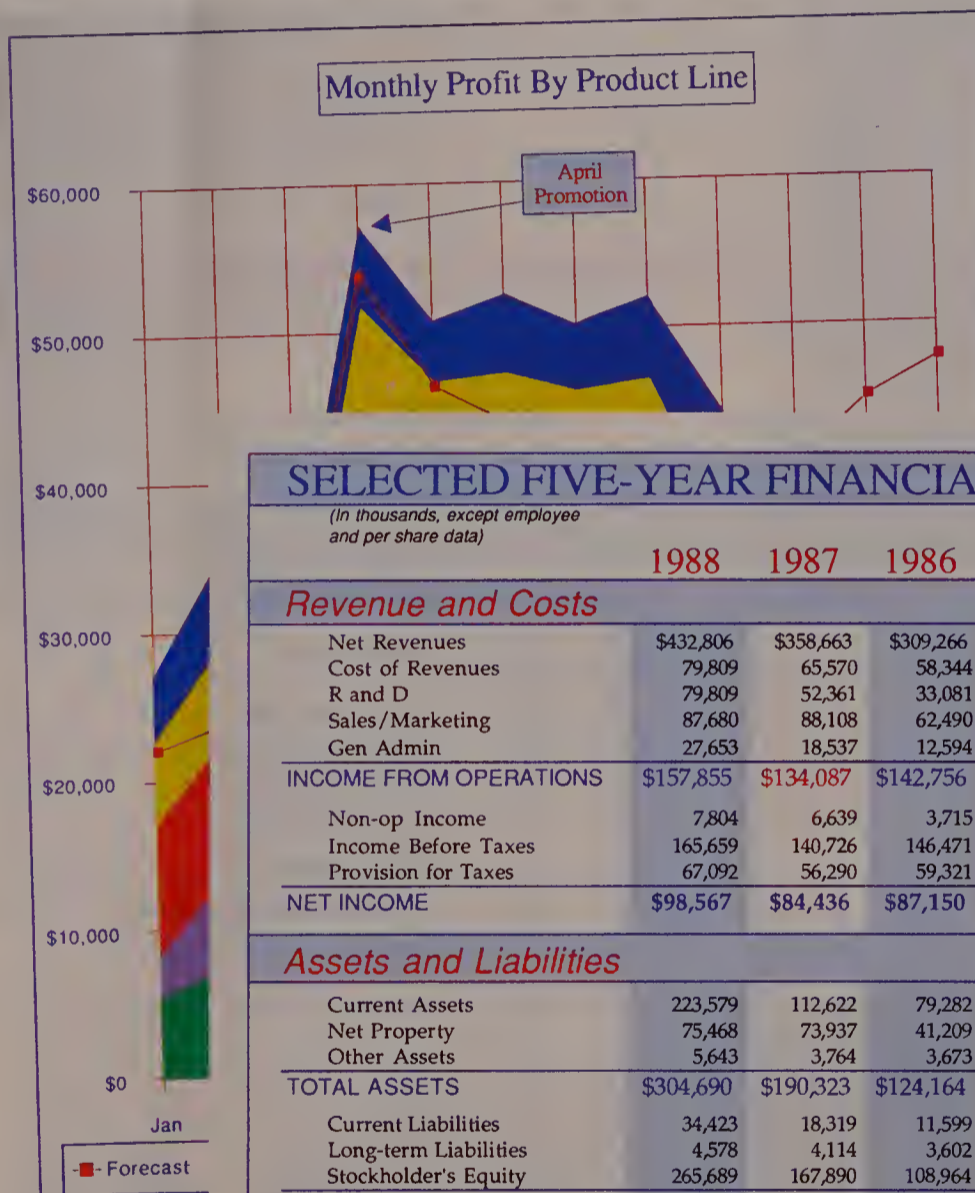 Monthly Profit By Product Line
April
Promotion
$60,000
$50,000
$40,000
$30,000
$20,000
$10,000
$0
Jan
-■- Forecast
SELECTED FIVE-YEAR FINANCIA
(In thousands, except employee
and per share data)
1988 1987 1986
Revenue and Costs
Net Revenues $432,806 $358,663 $309,266
Cost of Revenues 79,809 65,570 58,344
R and D 79,809 52,361 33,081
Sales/Marketing 87,680 88,108 62,490
Gen Admin 27,653 18,537 12,594
INCOME FROM OPERATIONS $157,855 $134,087 $142,756
Non-op Income 7,804 6,639 3,715
Income Before Taxes 165,659 140,726 146,471
Provision for Taxes 67,092 56,290 59,321
NET INCOME $98,567 $84,436 $87,150
Assets and Liabilities
Current Assets 223,579 112,622 79,282
Net Property 75,468 73,937 41,209
Other Assets 5,643 3,764 3,673
TOTAL ASSETS $304,690 $190,323 $124,164
Current Liabilities 34,423 18,319 11,599
Long-term Liabilities 4,578 4,114 3,602
Stockholder's Equity 265,689 167,890 108,964